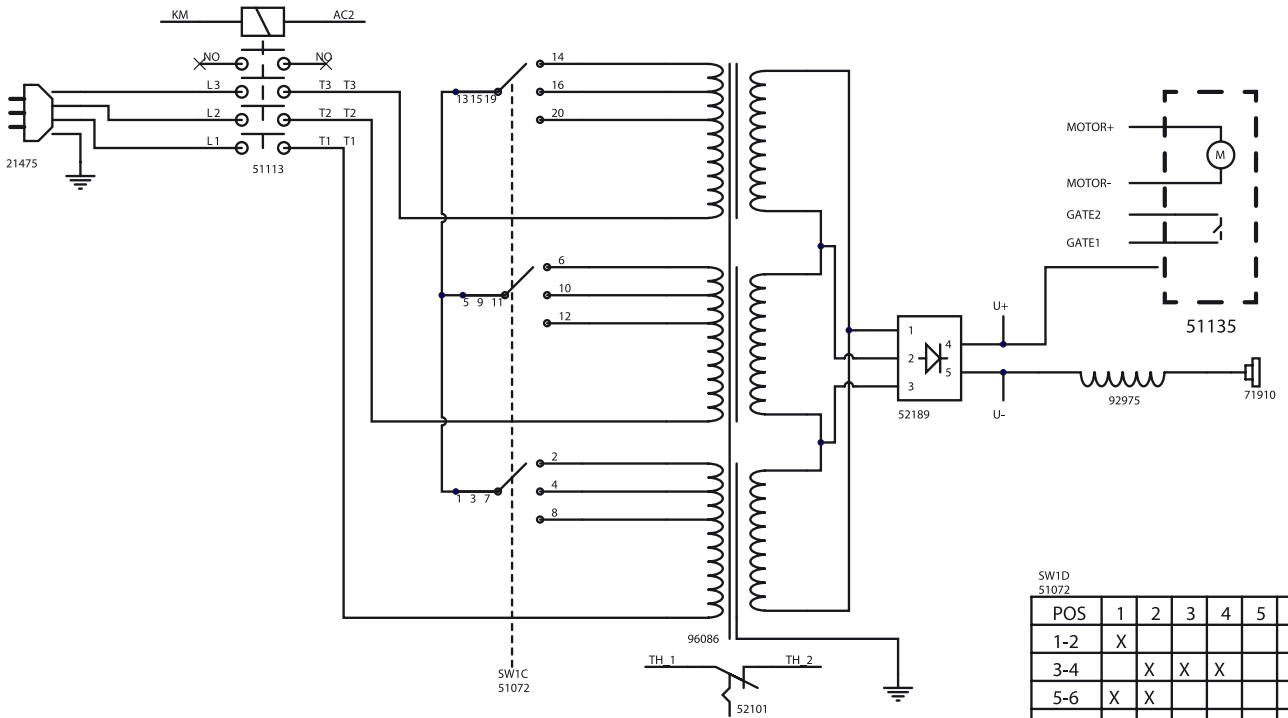 KM AC2
NO NO
L3 T3 T3
L2 T2 T2
L1 T1 T1
21475
51113
14
131519 16
20
6
5 9 11 10
12
2
1 3 7 4
8
SW1C
51072
96086
TH_1 TH_2
52101
1
2 4
3 5
52189
U+
U-
92975
71910
MOTOR+
M
MOTOR-
GATE2
GATE1
51135
SW1D
51072
POS 1 2 3 4 5
1-2 X
3-4 X X X
5-6 X X